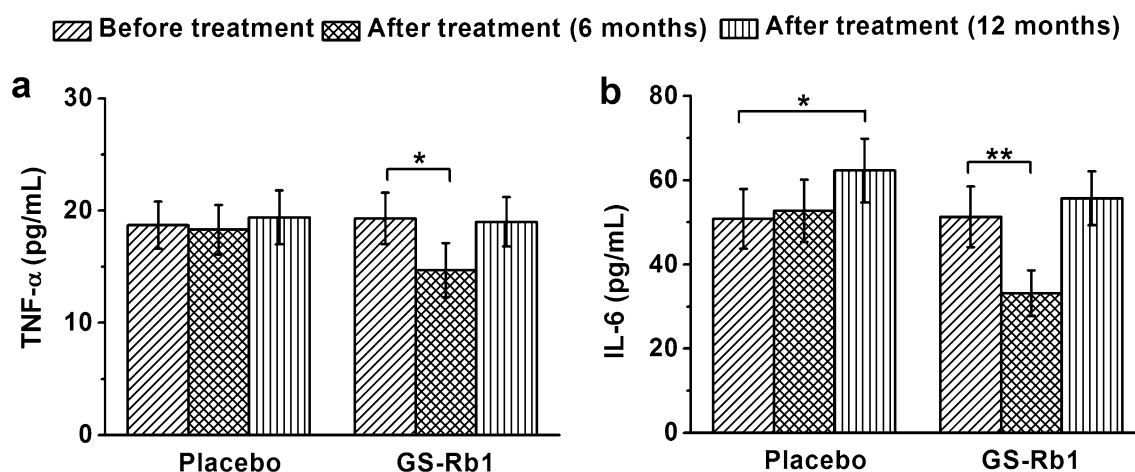 Before treatment After treatment (6 months) After treatment (12 months)
a
30
20
10
0
TNF-α (pg/mL)
*
Placebo GS-Rb1
b
80
60
40
20
0
IL-6 (pg/mL)
*
**
Placebo GS-Rb1